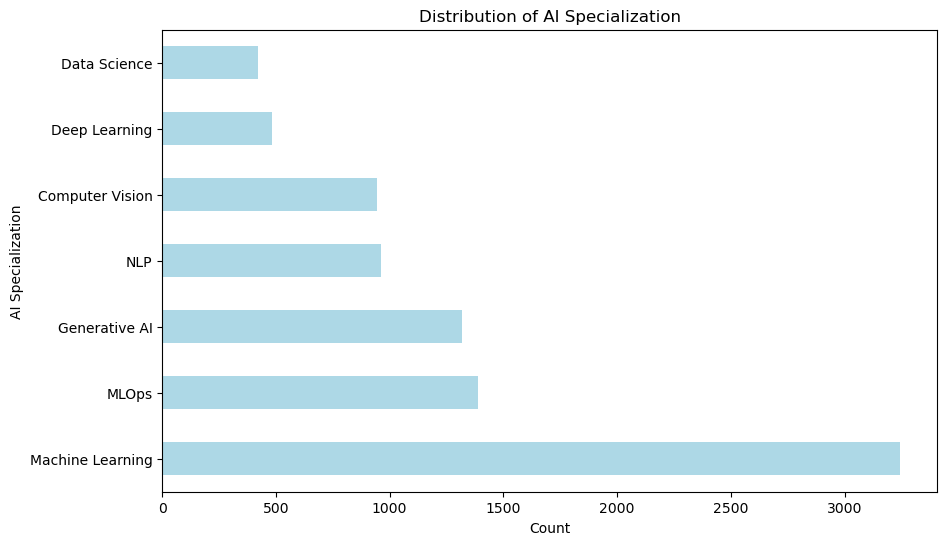 Distribution of AI Specialization
AI Specialization
Data Science
Deep Learning
Computer Vision
NLP
Generative AI
MLOps
Machine Learning
0 500 1000 1500 2000 2500 3000
Count